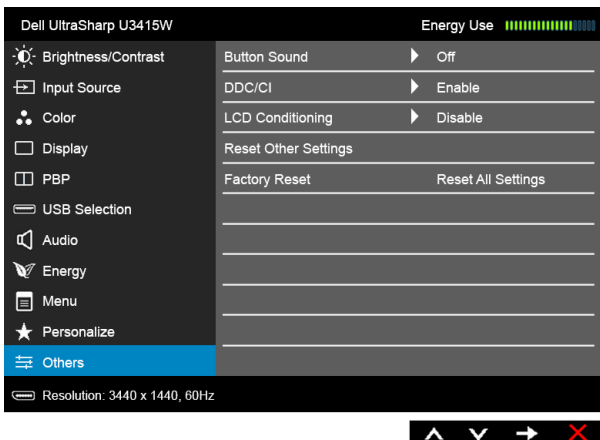 Dell UltraSharp U3415W Energy Use
Brightness/Contrast Button Sound Off
Input Source DDC/CI Enable
Color LCD Conditioning Disable
Display Reset Other Settings
PBP Factory Reset Reset All Settings
USB Selection
Audio
Energy
Menu
Personalize
Others
Resolution: 3440 x 1440, 60Hz